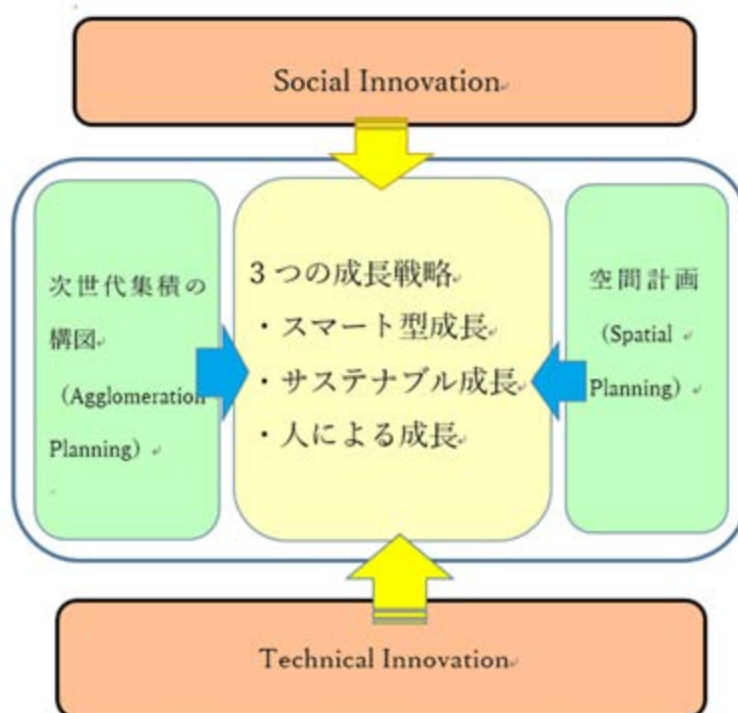 Social Innovation
次世代集積の
構図
（Agglomeration
Planning）
3つの成長戦略
・スマート型成長
・サステナブル成長
・人による成長
空間計画
（Spatial
Planning）
Technical Innovation